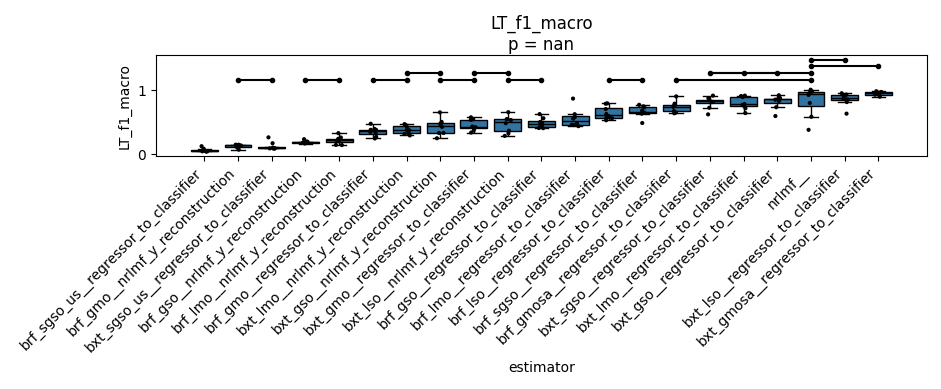 LT_f1_macro
p = nan
LT_f1_macro
1
0
brf_sgso_us__regressor_to_classifier
brf_gmo__nrlmf_y_reconstruction
bxt_sgso_us__regressor_to_classifier
brf_gso__nrlmf_y_reconstruction
brf_lmo__nrlmf_y_reconstruction
brf_gmo__regressor_to_classifier
bxt_lmo__nrlmf_y_reconstruction
bxt_gso__nrlmf_y_reconstruction
bxt_gmo__regressor_to_classifier
bxt_lso__nrlmf_y_reconstruction
brf_gso__regressor_to_classifier
brf_lmo__regressor_to_classifier
brf_lso__regressor_to_classifier
brf_sgso__regressor_to_classifier
brf_gmosa__regressor_to_classifier
bxt_sgso__regressor_to_classifier
bxt_lmo__regressor_to_classifier
bxt_gso__regressor_to_classifier
nrlmf__
bxt_lso__regressor_to_classifier
bxt_gmosa__regressor_to_classifier
estimator